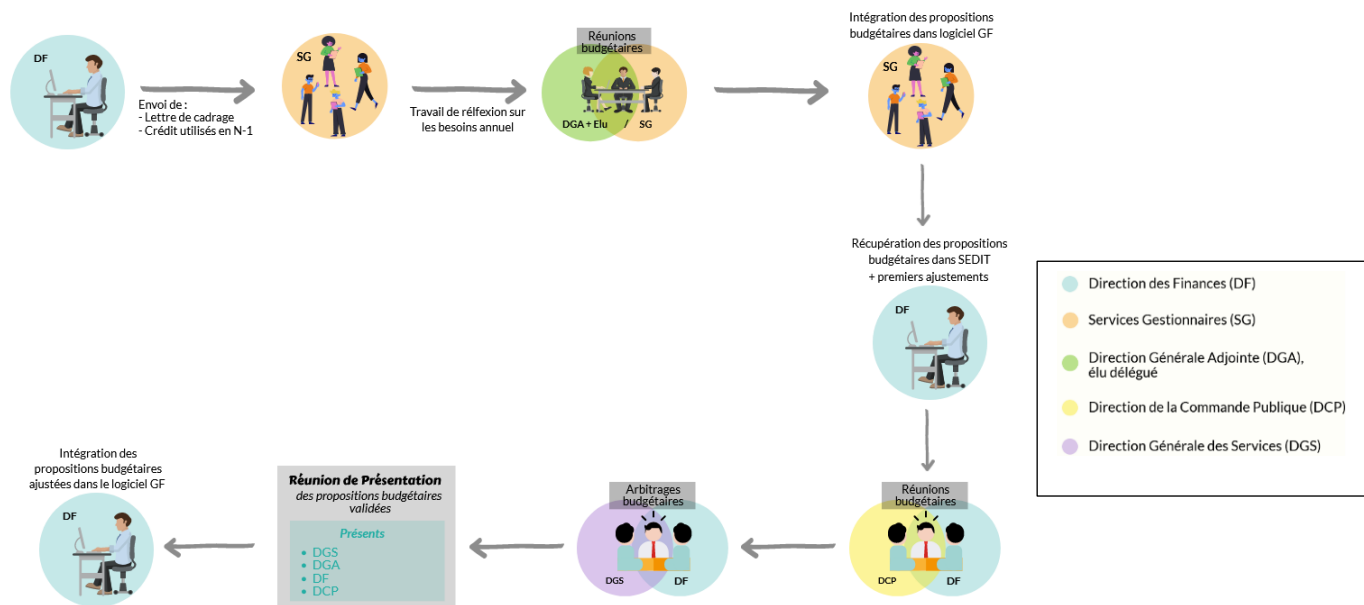 DF
Envoi de :
- Lettre de cadrage
- Crédit utilisés en N-1
SG
Travail de rélfexion sur
les besoins annuel
Réunions
budgétaires
DGA + Elu / SG
Intégration des propositions
budgétaires dans logiciel GF
SG
Récupération des propositions
budgétaires dans SEDIT
+ premiers ajustements
DF
Direction des Finances (DF)
Services Gestionnaires (SG)
Direction Générale Adjointe (DGA),
élu délégué
Direction de la Commande Publique (DCP)
Direction Générale des Services (DGS)
Réunions
budgétaires
DCP
DF
Arbitrages
budgétaires
DGS
DF
Réunion de Présentation
des propositions budgétaires
validées
Présents
• DGS
• DGA
• DF
• DCP
Intégration des
propositions budgétaires
ajustées dans le logiciel GF
DF